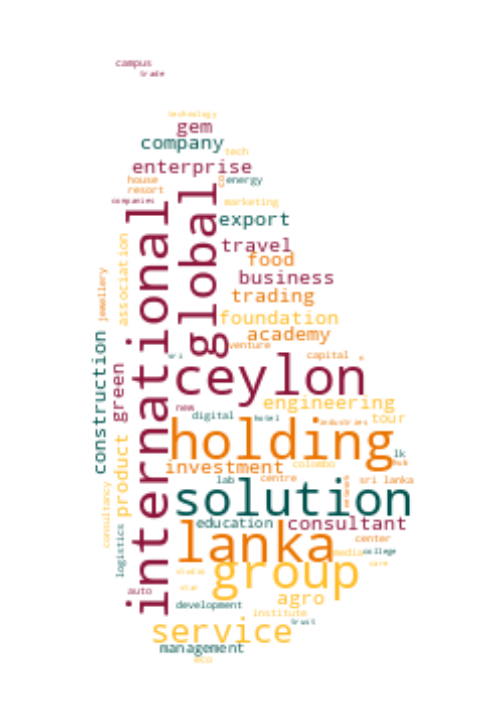 campus
trade
technology
gem
company
tech
enterprise
house
energy
resort
companies
marketing
international
global
export
association
travel
food
jewellery
business
trading
foundation
academy
construction
venture
sri
capital
green
ceylon
engineering
new
digital
hotel
tour
industries
product
holding
lk
hub
investment
colombo
consultancy
lab
centre
network
sri lanka
solution
logistics
education
consultant
lanka
center
media
college
care
group
auto
agro
development
institute
trust
service
management
eco